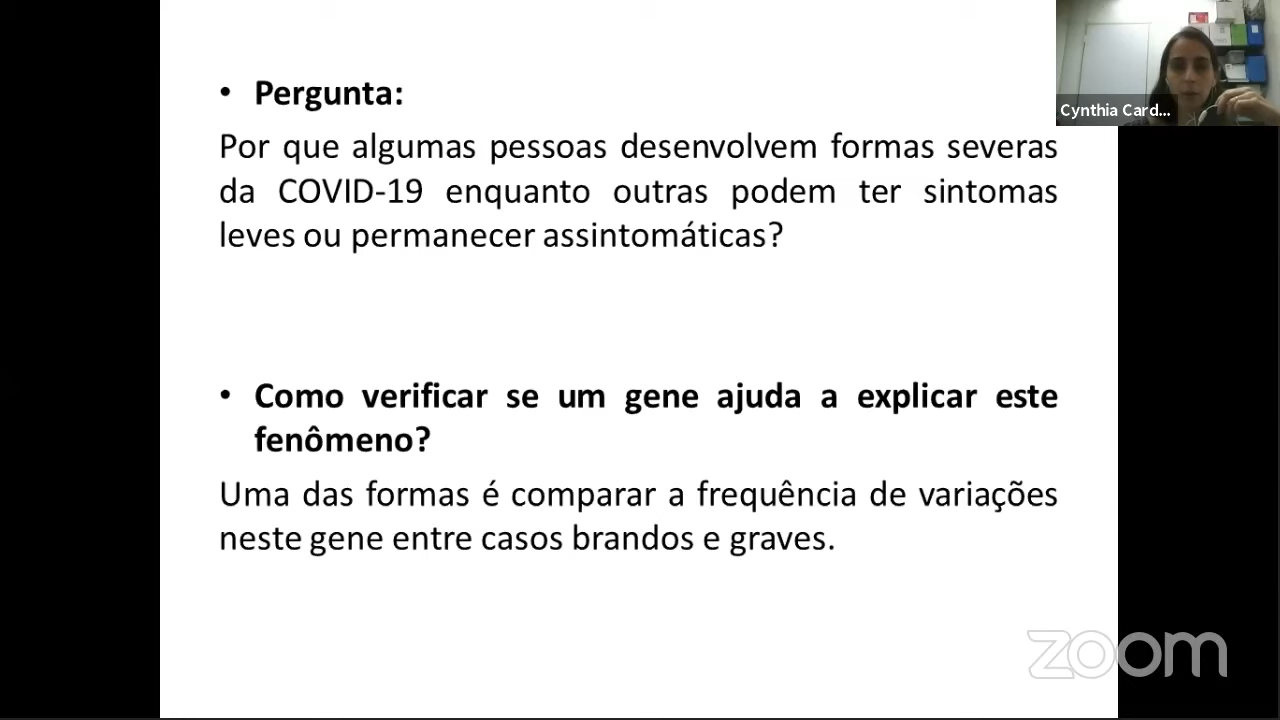 • Pergunta:
Por que algumas pessoas desenvolvem formas severas
da COVID-19 enquanto outras podem ter sintomas
leves ou permanecer assintomáticas?
• Como verificar se um gene ajuda a explicar este
fenômeno?
Uma das formas é comparar a frequência de variações
neste gene entre casos brandos e graves.
Cynthia Card...
zoom